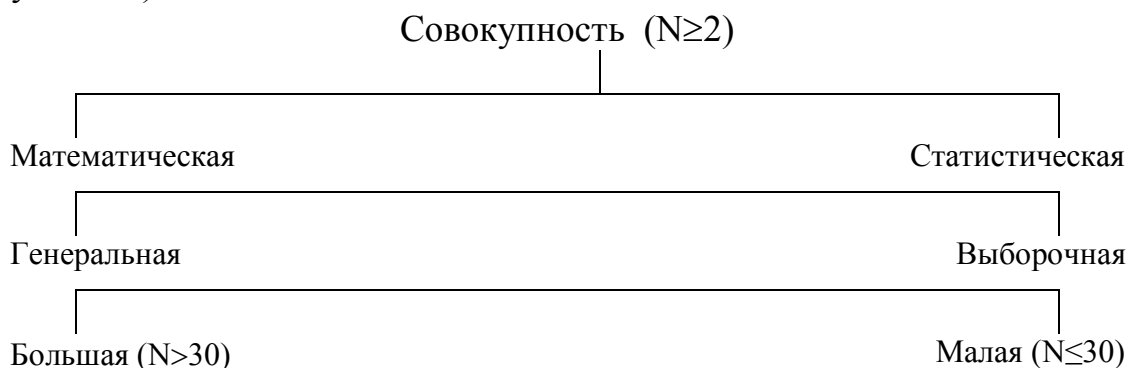 Совокупность (N≥2)
Математическая Статистическая
Генеральная Выборочная
Большая (N>30) Малая (N≤30)